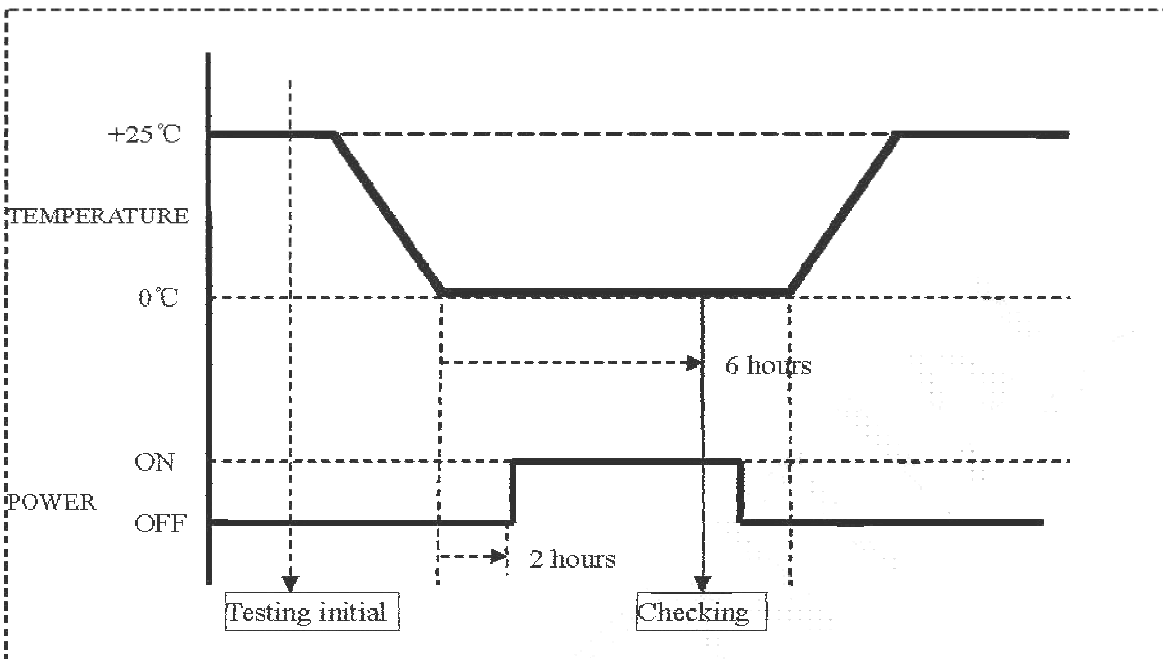 +25℃
TEMPERATURE
0℃
6 hours
ON
POWER
OFF
2 hours
Testing initial
Checking